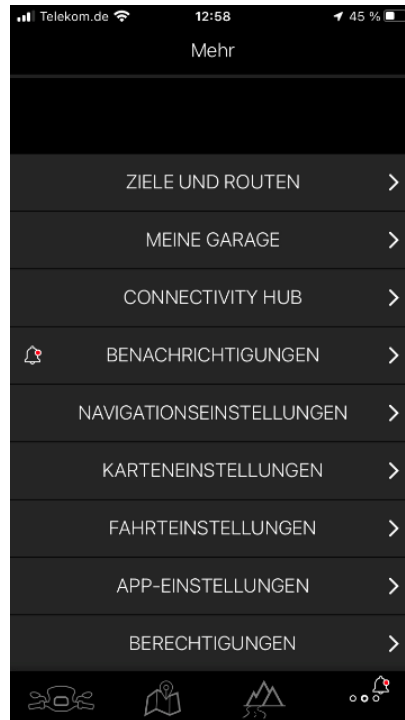 Telekom.de 12:58 45 %
Mehr
ZIELE UND ROUTEN
MEINE GARAGE
CONNECTIVITY HUB
BENACHRICHTIGUNGEN
NAVIGATIONSEINSTELLUNGEN
KARTENEINSTELLUNGEN
FAHRTEINSTELLUNGEN
APP-EINSTELLUNGEN
BERECHTIGUNGEN